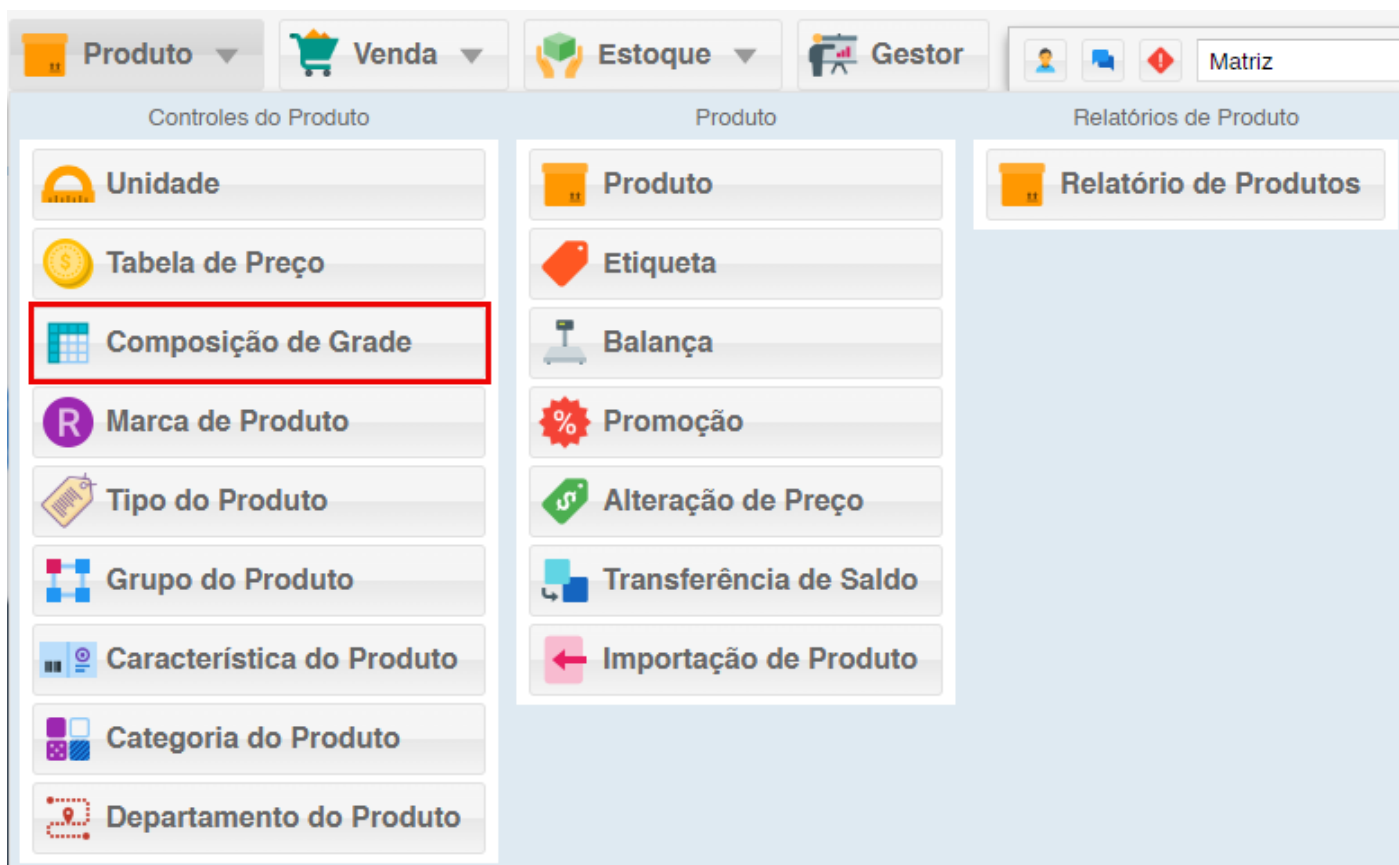 Produto
Venda
Estoque
Gestor
Matriz
Controles do Produto
Unidade
Tabela de Preço
Composição de Grade
Marca de Produto
Tipo do Produto
Grupo do Produto
Característica do Produto
Categoria do Produto
Departamento do Produto
Produto
Produto
Etiqueta
Balança
Promoção
Alteração de Preço
Transferência de Saldo
Importação de Produto
Relatórios de Produto
Relatório de Produtos